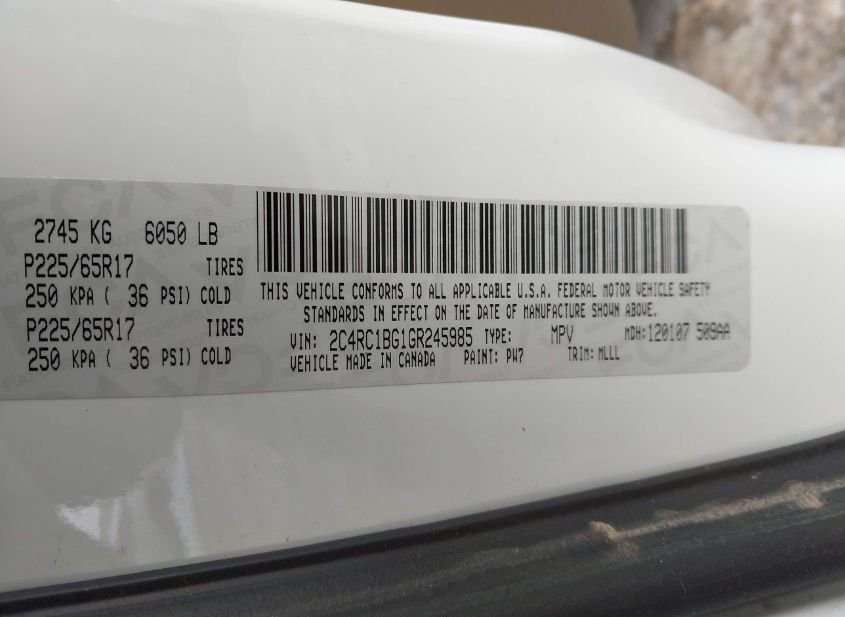 2745 KG 6050 LB
P225/65R17 TIRES
250 KPA ( 36 PSI) COLD
P225/65R17 TIRES
250 KPA ( 36 PSI) COLD
THIS VEHICLE CONFORMS TO ALL APPLICABLE U.S.A. FEDERAL MOTOR VEHICLE SAFETY
STANDARDS IN EFFECT ON THE DATE OF MANUFACTURE SHOWN ABOVE.
VIN: 2C4RC1BG1GR245985 TYPE: MPV MDH:120107 509AA
VEHICLE MADE IN CANADA PAINT: PW7 TRIM: MLLL